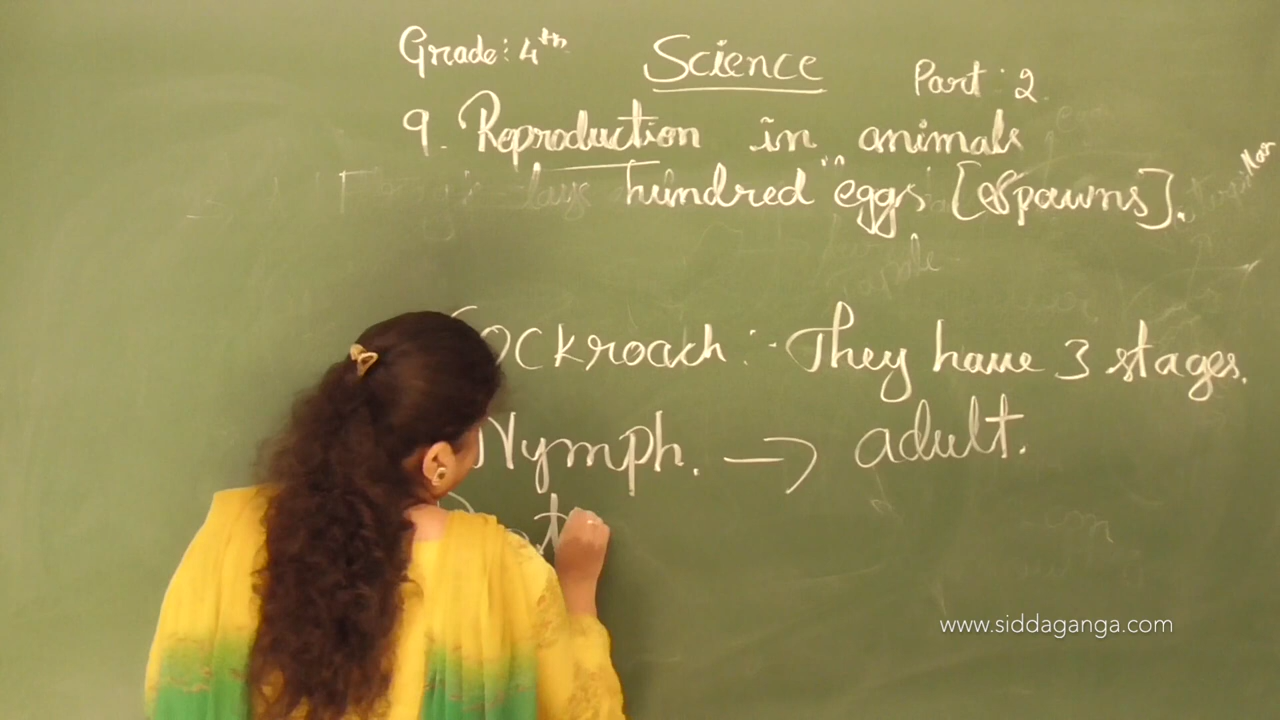 Grade: 4th Science Part: 2
9. Reproduction in animals
lays hundred eggs [Spawns].
Cockroach:- They have 3 stages.
Nymph. → adult.
www.siddaganga.com